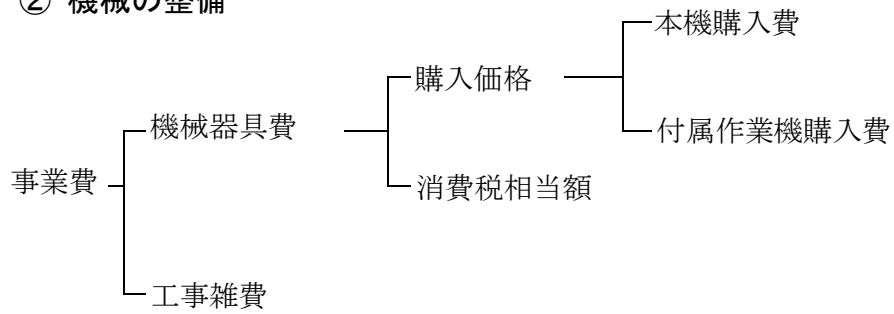 ② 機械の整備
本機購入費
購入価格
付属作業機購入費
機械器具費
事業費
消費税相当額
工事雑費